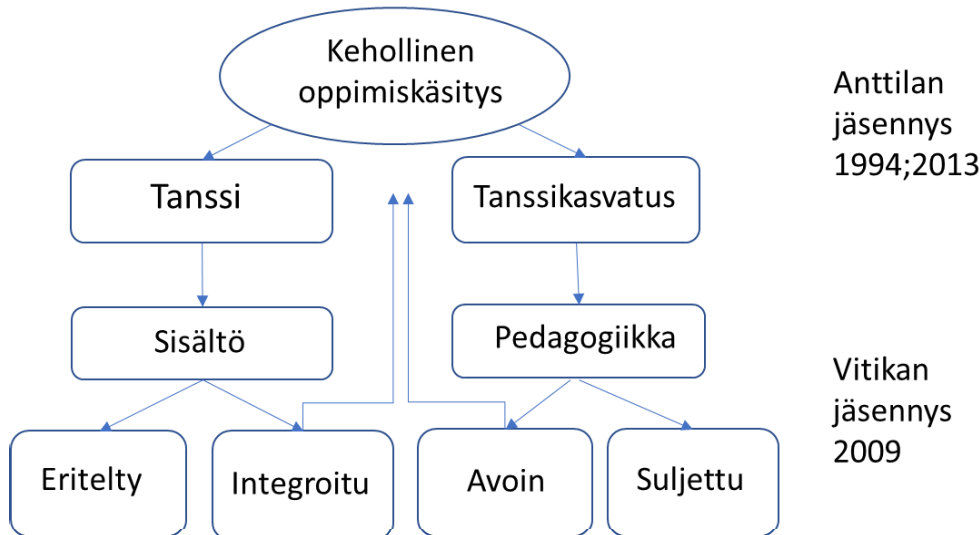 Kehollinen
oppimiskäsitys
Anttilan
jäsennys
1994;2013
Tanssi
Tanssikasvatus
Sisältö
Pedagogiikka
Vitikan
jäsennys
2009
Eritelty
Integroitu
Avoin
Suljettu